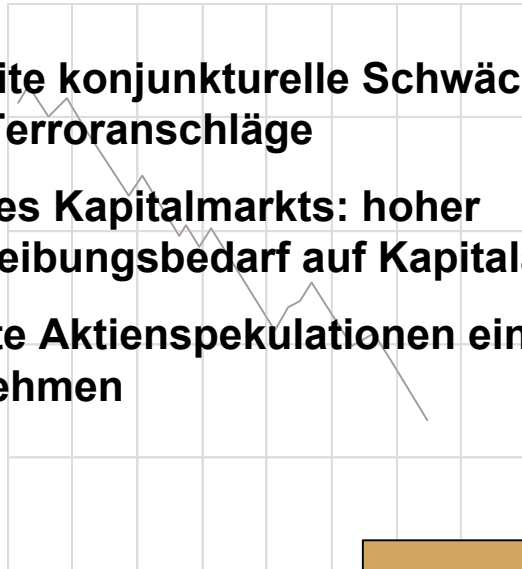 ite konjunkturelle Schwäc
Terroranschläge
es Kapitalmarkts: hoher
eibungsbedarf auf Kapital
te Aktienspekulationen ein
ehmen